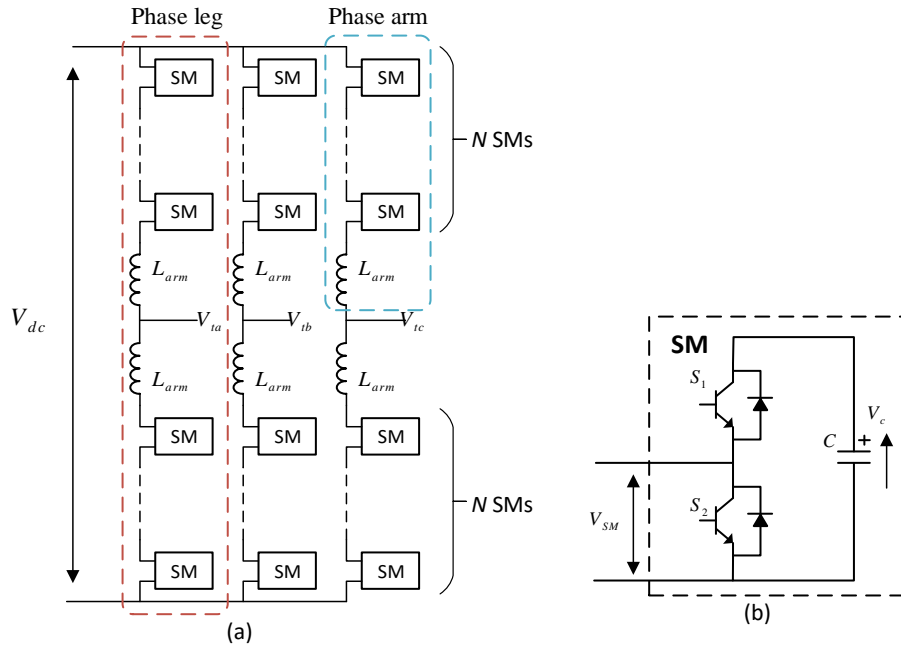 Phase leg Phase arm
SM SM SM
N SMs
SM SM SM
L_arm L_arm L_arm
V_dc
V_ta V_tb V_tc
L_arm L_arm L_arm
SM SM SM
N SMs
SM SM SM
(a)
SM
S_1
V_c
C +
S_2
V_SM
(b)